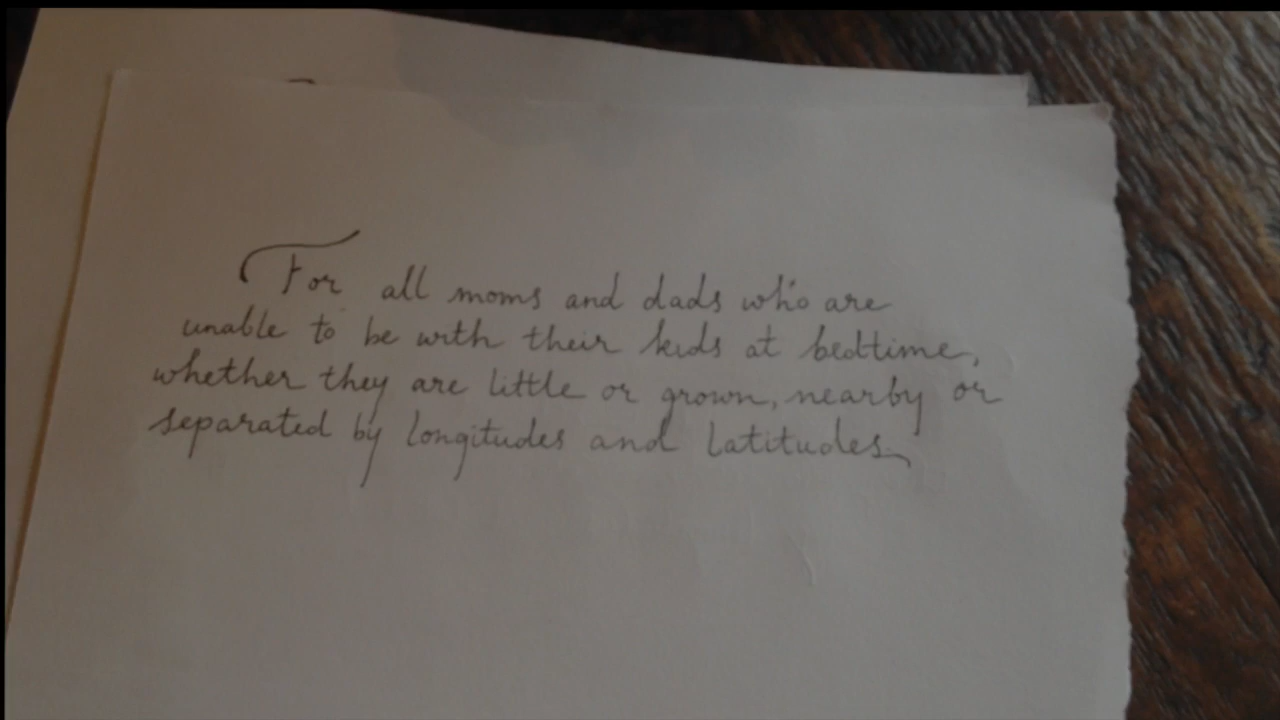 For all moms and dads who are
unable to be with their kids at bedtime,
whether they are little or grown, nearby or
separated by longitudes and latitudes